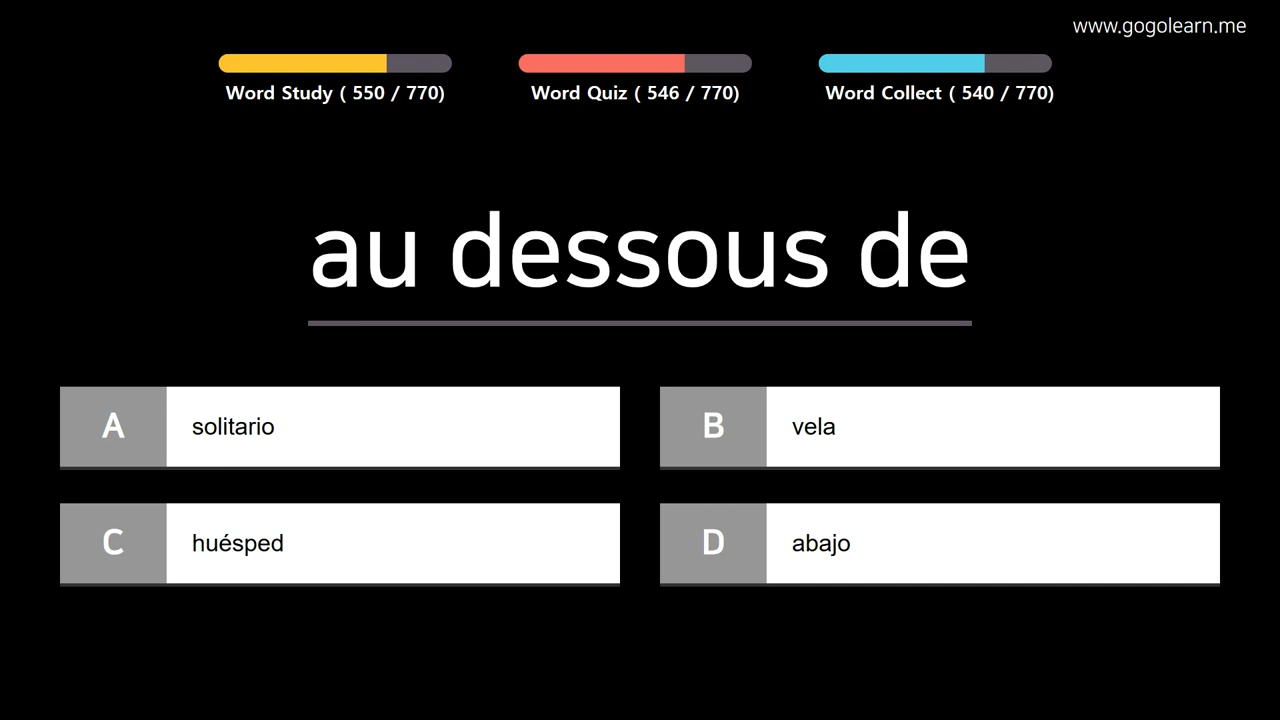 www.gogolearn.me
Word Study ( 550 / 770)
Word Quiz ( 546 / 770)
Word Collect ( 540 / 770)
au dessous de
A solitario
B vela
C huésped
D abajo